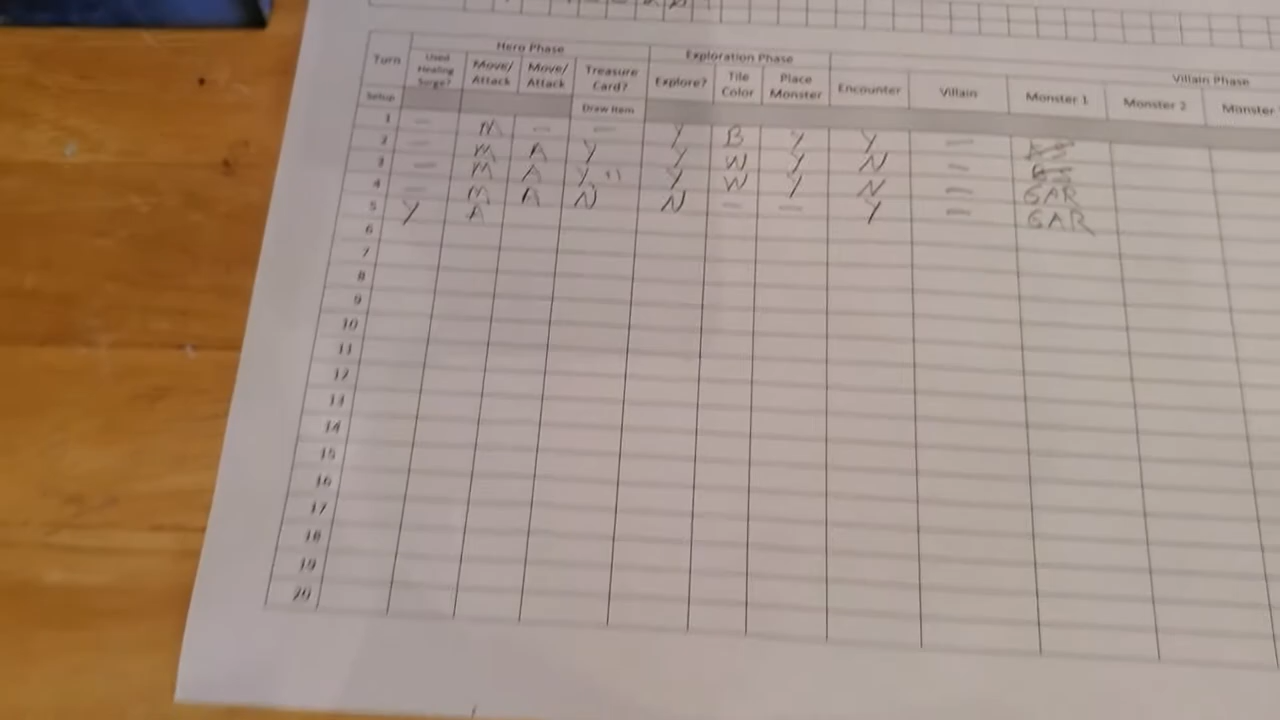 Hero Phase Exploration Phase Villain Phase
Turn Used Healing Surge? Move/Attack Move/Attack Treasure Card? Explore? Tile Color Place Monster Encounter Villain Monster 1 Monster 2 Monster
Setup Draw Item
1 — M — — Y B Y Y —
2 — M A Y Y W Y N —
3 — M A Y Y W Y N — GAR
4 — M A N N — — Y — GAR
5 Y A
6
7
8
9
10
11
12
13
14
15
16
17
18
19
20